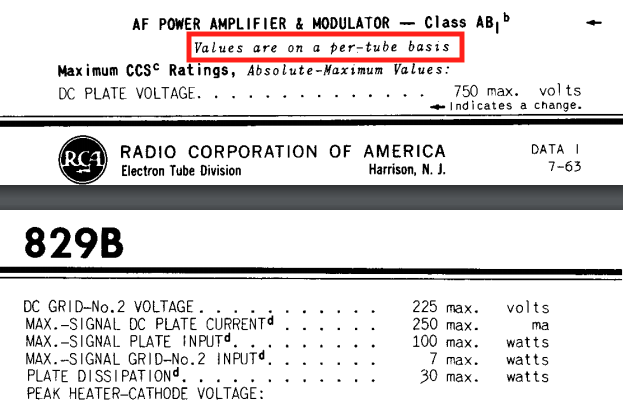 AF POWER AMPLIFIER & MODULATOR — Class AB₁ᵇ ←
Values are on a per-tube basis
Maximum CCSᶜ Ratings, Absolute-Maximum Values:
DC PLATE VOLTAGE. . . . . . . . . . . . . . 750 max. volts
← Indicates a change.
RCA
RADIO CORPORATION OF AMERICA
Electron Tube Division Harrison, N. J.
DATA I
7-63
829B
DC GRID-No.2 VOLTAGE. . . . . . . . . . . . 225 max. volts
MAX.-SIGNAL DC PLATE CURRENTᵈ . . . . . . 250 max. ma
MAX.-SIGNAL PLATE INPUTᵈ. . . . . . . . . 100 max. watts
MAX.-SIGNAL GRID-No.2 INPUTᵈ. . . . . . . 7 max. watts
PLATE DISSIPATIONᵈ. . . . . . . . . . . . 30 max. watts
PEAK HEATER-CATHODE VOLTAGE: